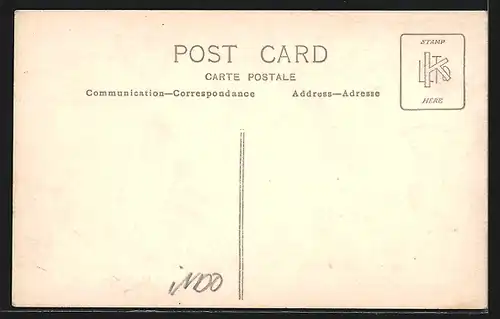 POST CARD
CARTE POSTALE
Communication—Correspondance Address—Adresse
STAMP
HERE